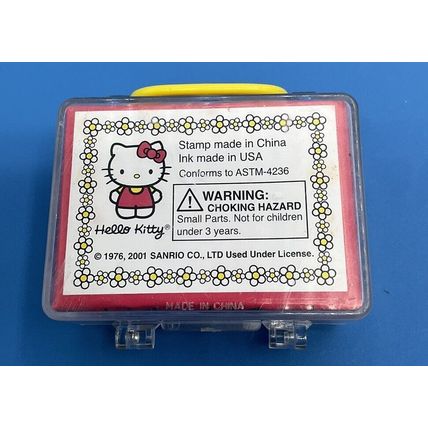 Stamp made in China
Ink made in USA
Conforms to ASTM-4236
WARNING:
CHOKING HAZARD
Small Parts. Not for children
under 3 years.
Hello Kitty®
© 1976, 2001 SANRIO CO., LTD Used Under License.
MADE IN CHINA